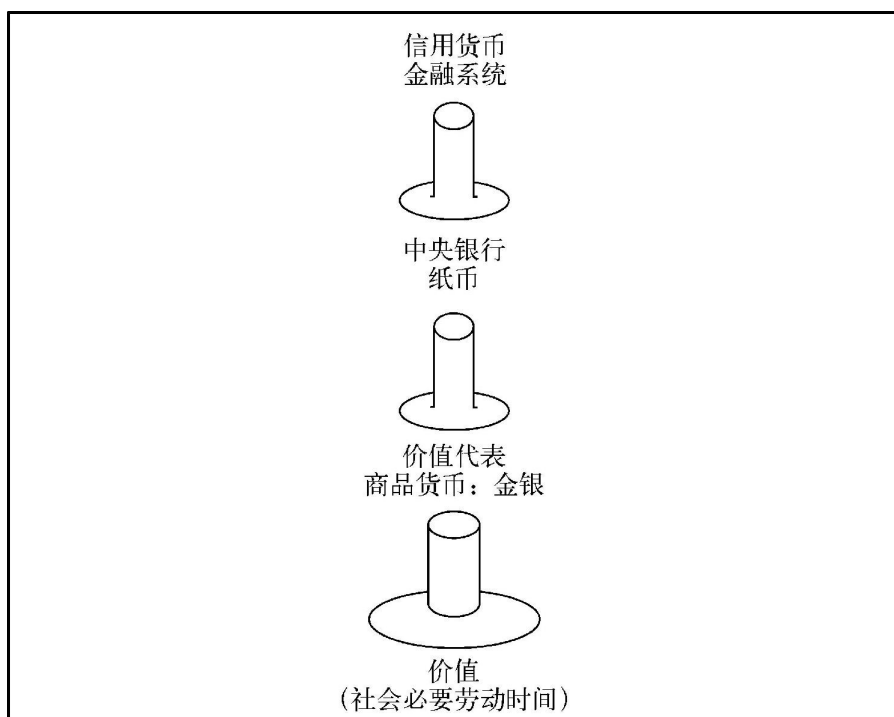 信用货币
金融系统
中央银行
纸币
价值代表
商品货币：金银
价值
（社会必要劳动时间）